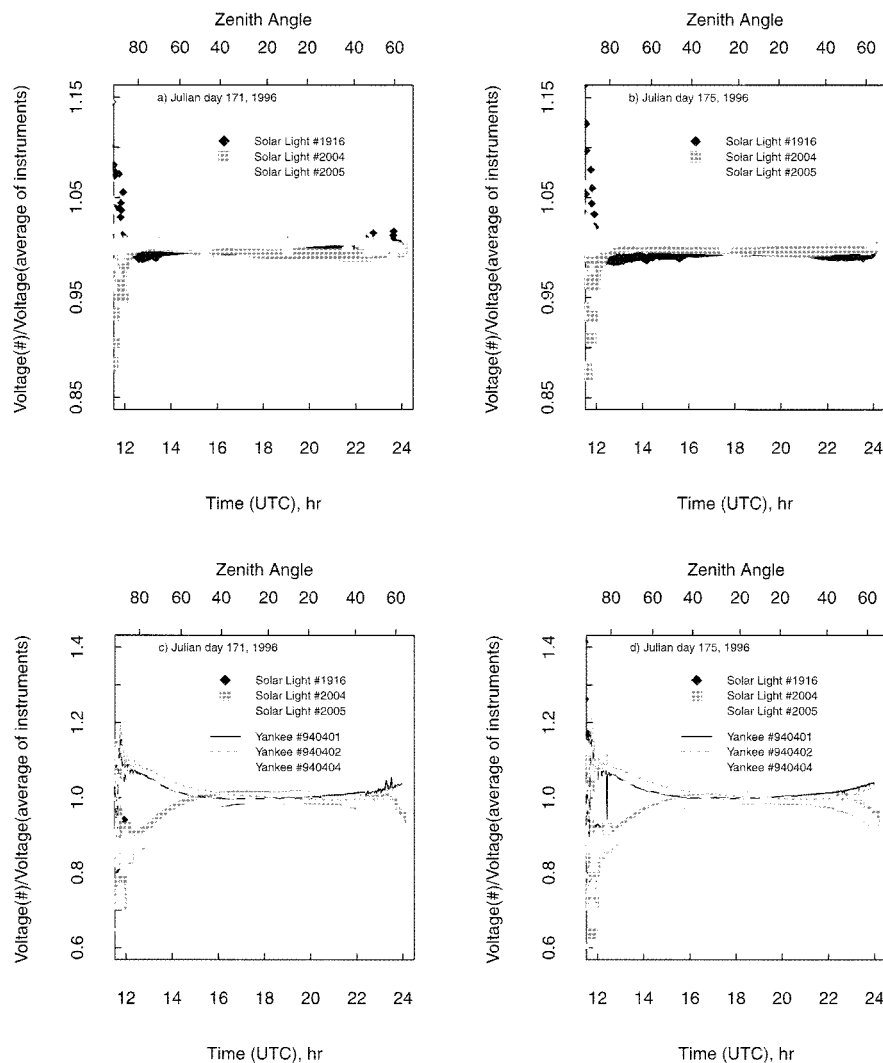 Zenith Angle
80 60 40 20 20 40 60
Voltage(#)/Voltage(average of instruments)
1.15
1.05
0.95
0.85
a) Julian day 171, 1996
Solar Light #1916
Solar Light #2004
Solar Light #2005
12 14 16 18 20 22 24
Time (UTC), hr
Zenith Angle
80 60 40 20 20 40 60
Voltage(#)/Voltage(average of instruments)
1.15
1.05
0.95
0.85
b) Julian day 175, 1996
Solar Light #1916
Solar Light #2004
Solar Light #2005
12 14 16 18 20 22 24
Time (UTC), hr
Zenith Angle
80 60 40 20 20 40 60
Voltage(#)/Voltage(average of instruments)
1.4
1.2
1.0
0.8
0.6
c) Julian day 171, 1996
Solar Light #1916
Solar Light #2004
Solar Light #2005
Yankee #940401
Yankee #940402
Yankee #940404
12 14 16 18 20 22 24
Time (UTC), hr
Zenith Angle
80 60 40 20 20 40 60
Voltage(#)/Voltage(average of instruments)
1.4
1.2
1.0
0.8
0.6
d) Julian day 175, 1996
Solar Light #1916
Solar Light #2004
Solar Light #2005
Yankee #940401
Yankee #940402
Yankee #940404
12 14 16 18 20 22 24
Time (UTC), hr